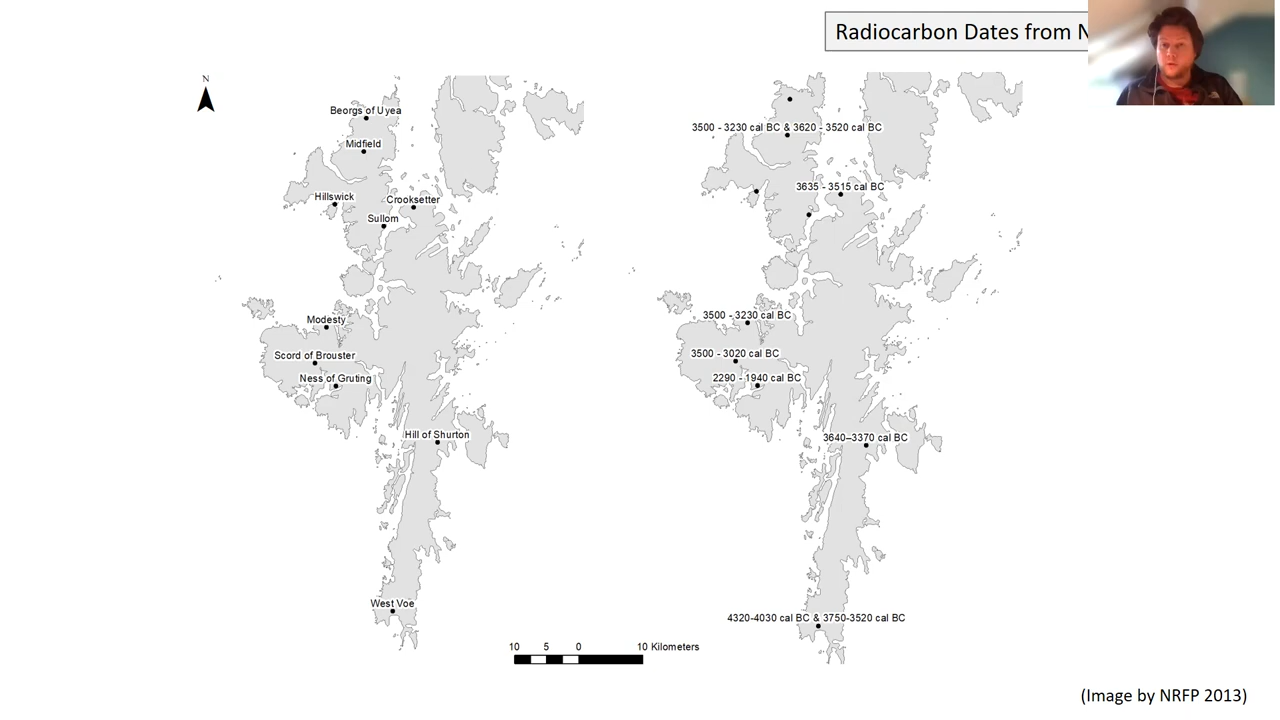 Radiocarbon Dates from N
N
Beorgs of Uyea
Midfield
Hillswick
Crooksetter
Sullom
Modesty
Scord of Brouster
Ness of Gruting
Hill of Shurton
West Voe
3500 - 3230 cal BC & 3620 - 3520 cal BC
3635 - 3515 cal BC
3500 - 3230 cal BC
3500 - 3020 cal BC
2290 - 1940 cal BC
3640–3370 cal BC
4320-4030 cal BC & 3750-3520 cal BC
10 5 0 10 Kilometers
(Image by NRFP 2013)